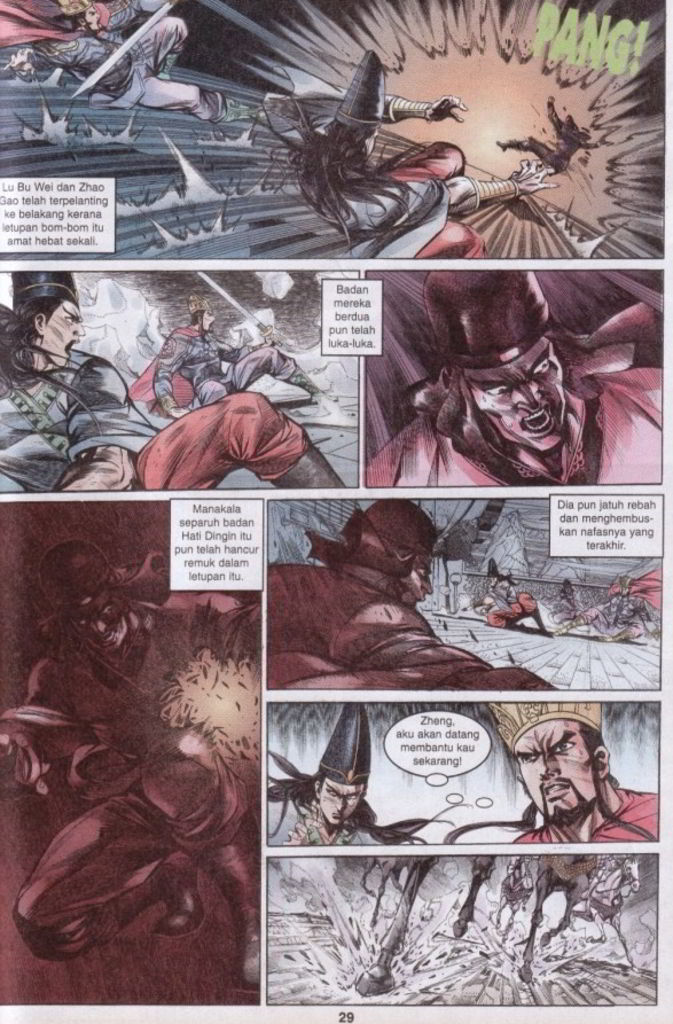 PANG!
Lu Bu Wei dan Zhao
Gao telah terpelanting
ke belakang kerana
letupan bom-bom itu
amat hebat sekali.
Badan
mereka
berdua
pun telah
luka-luka.
Manakala
separuh badan
Hati Dingin itu
pun telah hancur
remuk dalam
letupan itu.
Dia pun jatuh rebah
dan menghembus-
kan nafasnya yang
terakhir.
Zheng,
aku akan datang
membantu kau
sekarang!
29